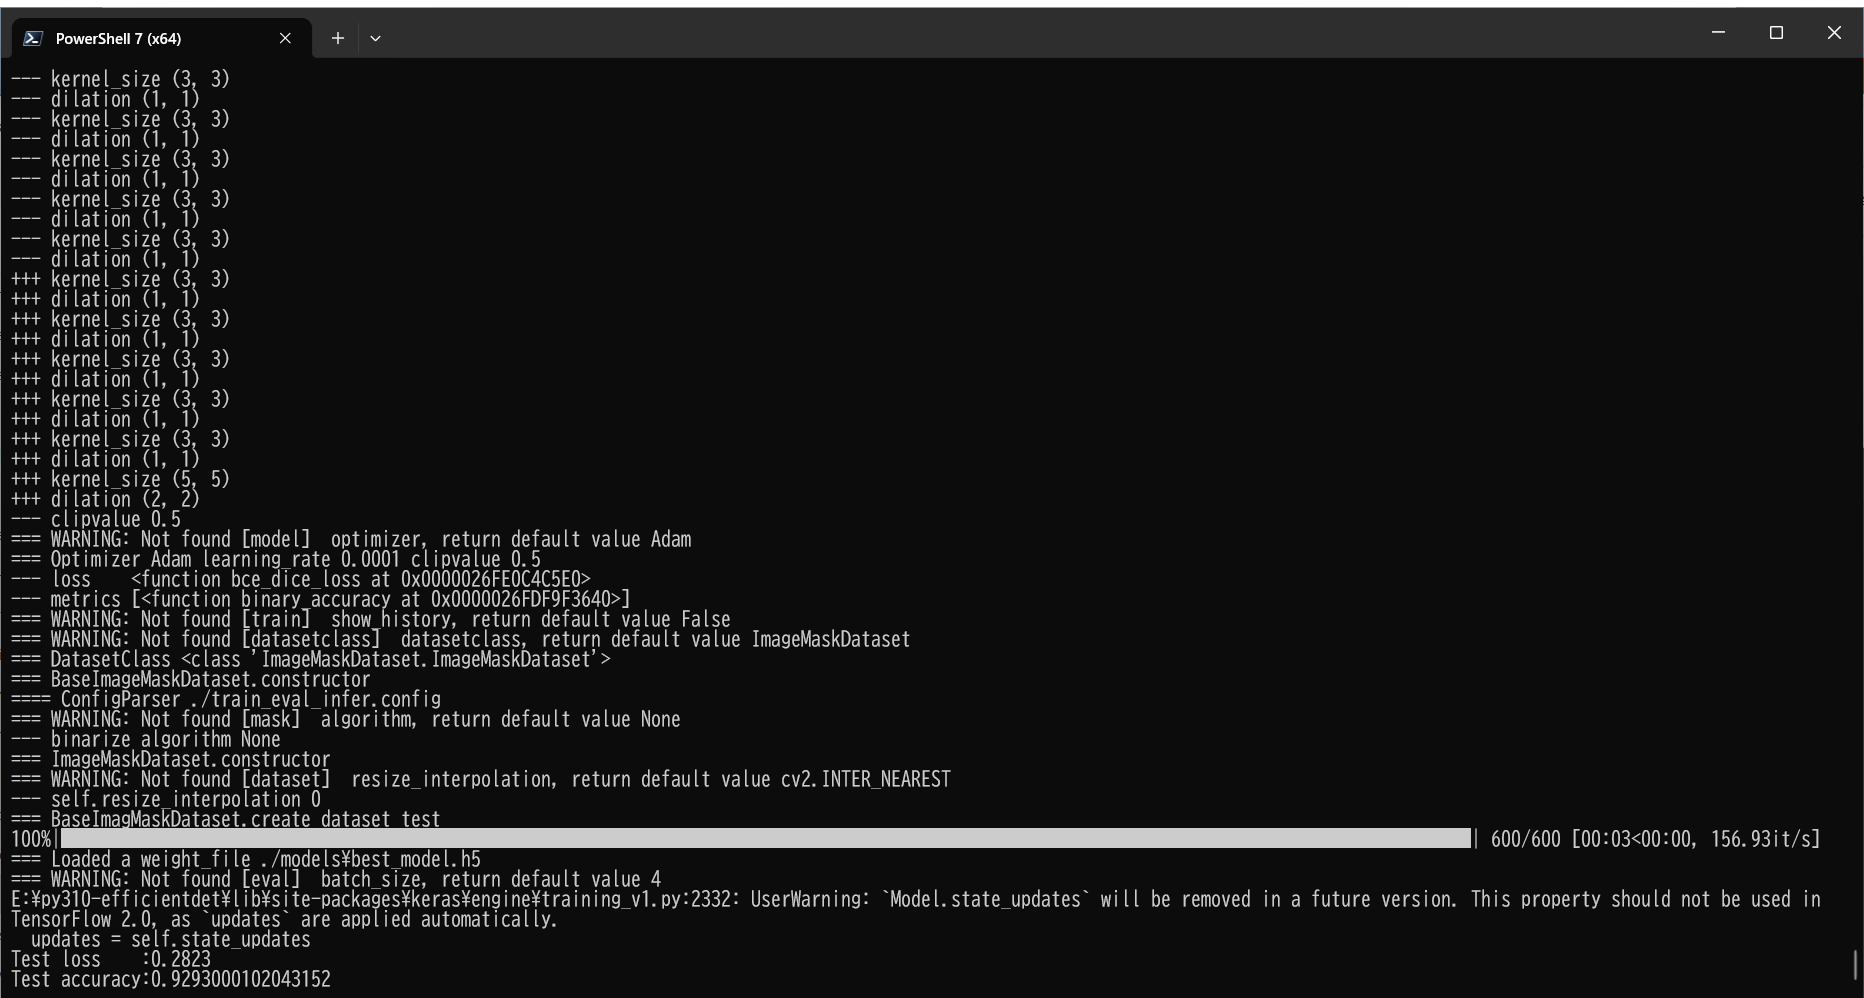 PowerShell 7 (x64)
--- kernel_size (3, 3)
--- dilation (1, 1)
--- kernel_size (3, 3)
--- dilation (1, 1)
--- kernel_size (3, 3)
--- dilation (1, 1)
--- kernel_size (3, 3)
--- dilation (1, 1)
--- kernel_size (3, 3)
--- dilation (1, 1)
+++ kernel_size (3, 3)
+++ dilation (1, 1)
+++ kernel_size (3, 3)
+++ dilation (1, 1)
+++ kernel_size (3, 3)
+++ dilation (1, 1)
+++ kernel_size (3, 3)
+++ dilation (1, 1)
+++ kernel_size (3, 3)
+++ dilation (1, 1)
+++ kernel_size (5, 5)
+++ dilation (2, 2)
--- clipvalue 0.5
=== WARNING: Not found [model]  optimizer, return default value Adam
=== Optimizer Adam learning_rate 0.0001 clipvalue 0.5
--- loss    <function bce_dice_loss at 0x0000026FE0C4C5E0>
--- metrics [<function binary_accuracy at 0x0000026FDF9F3640>]
=== WARNING: Not found [train]  show_history, return default value False
=== WARNING: Not found [datasetclass]  datasetclass, return default value ImageMaskDataset
=== DatasetClass <class 'ImageMaskDataset.ImageMaskDataset'>
=== BaseImageMaskDataset.constructor
==== ConfigParser ./train_eval_infer.config
=== WARNING: Not found [mask]  algorithm, return default value None
--- binarize algorithm None
=== ImageMaskDataset.constructor
=== WARNING: Not found [dataset]  resize_interpolation, return default value cv2.INTER_NEAREST
--- self.resize_interpolation 0
=== BaseImagMaskDataset.create dataset test
100%| | 600/600 [00:03<00:00, 156.93it/s]
=== Loaded a weight_file ./models¥best_model.h5
=== WARNING: Not found [eval]  batch_size, return default value 4
E:¥py310-efficientdet¥lib¥site-packages¥keras¥engine¥training_v1.py:2332: UserWarning: `Model.state_updates` will be removed in a future version. This property should not be used in
TensorFlow 2.0, as `updates` are applied automatically.
  updates = self.state_updates
Test loss    :0.2823
Test accuracy:0.9293000102043152